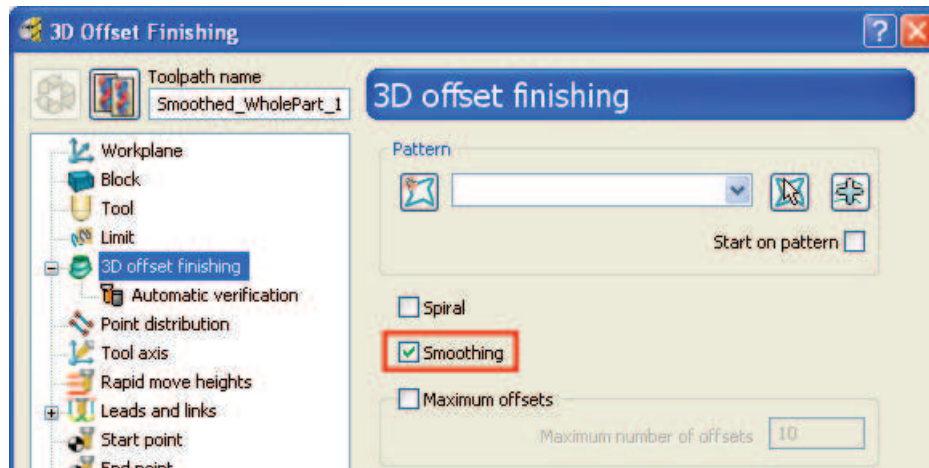 3D Offset Finishing
Toolpath name
Smoothed_WholePart_1
Workplane
Block
Tool
Limit
3D offset finishing
Automatic verification
Point distribution
Tool axis
Rapid move heights
Leads and links
Start point
End point
3D offset finishing
Pattern
Start on pattern
Spiral
Smoothing
Maximum offsets
Maximum number of offsets 10